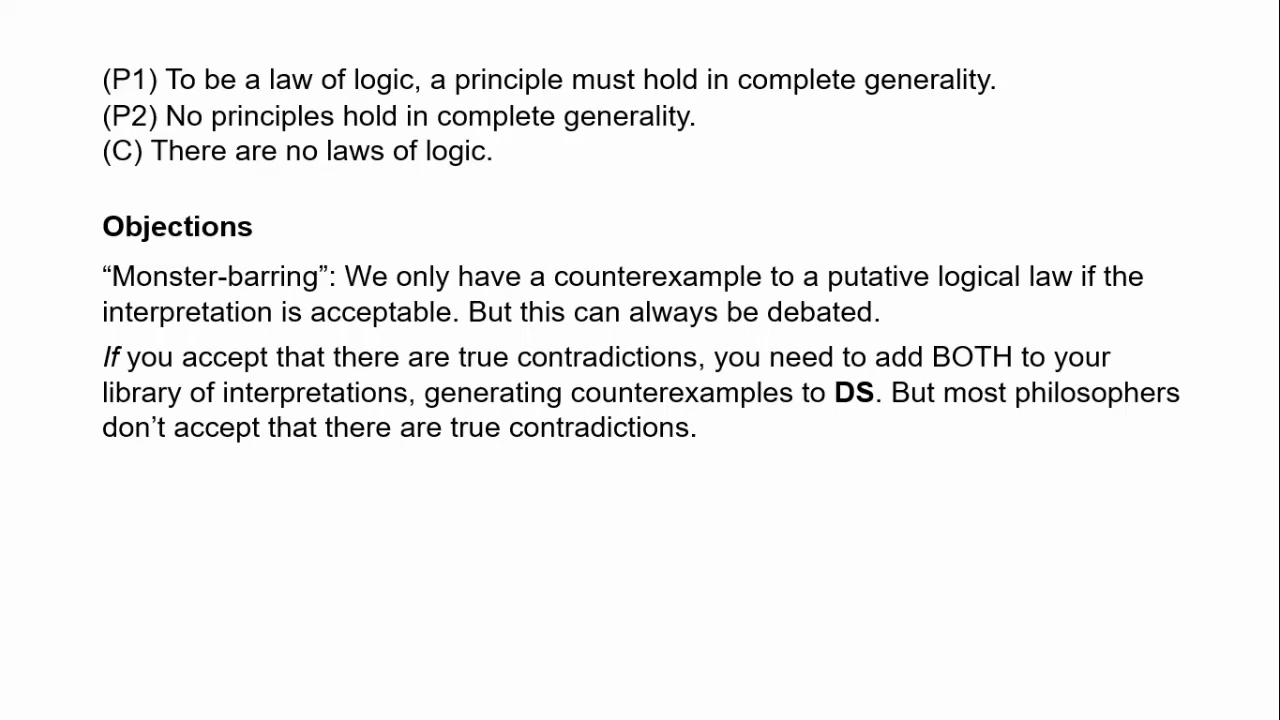 (P1) To be a law of logic, a principle must hold in complete generality.
(P2) No principles hold in complete generality.
(C) There are no laws of logic.
Objections
“Monster-barring”: We only have a counterexample to a putative logical law if the
interpretation is acceptable. But this can always be debated.
If you accept that there are true contradictions, you need to add BOTH to your
library of interpretations, generating counterexamples to DS. But most philosophers
don’t accept that there are true contradictions.